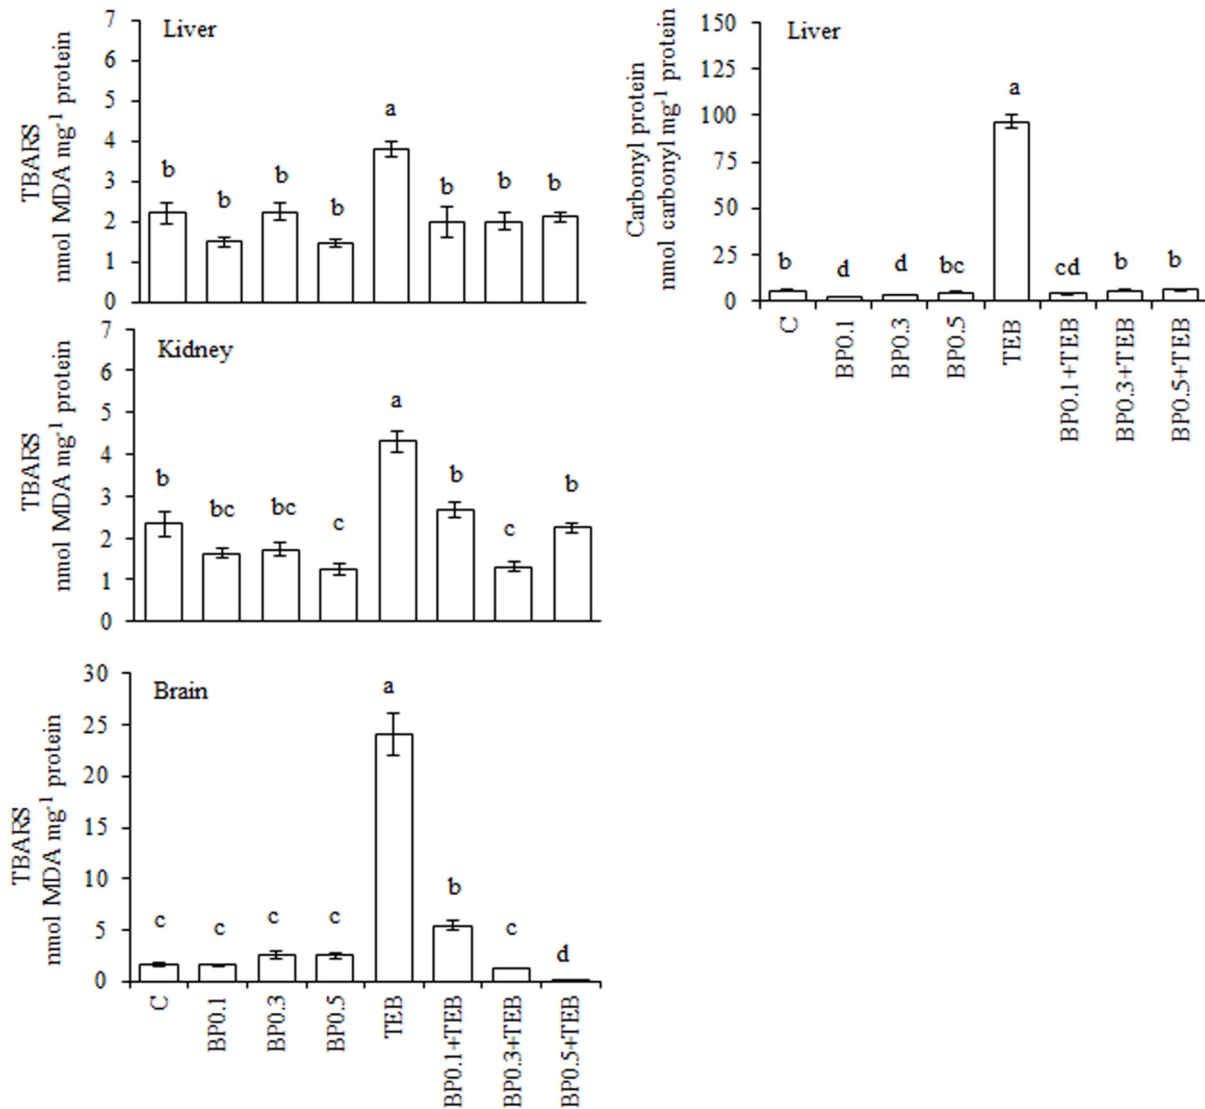 Liver
TBARS
nmol MDA mg-1 protein
7
6
5
4
3
2
1
0
b
b
b
b
a
b
b
b
Liver
Carbonyl protein
nmol carbonyl mg-1 protein
150
125
100
75
50
25
0
b
d
d
bc
a
cd
b
b
C
BP0.1
BP0.3
BP0.5
TEB
BP0.1+TEB
BP0.3+TEB
BP0.5+TEB
Kidney
TBARS
nmol MDA mg-1 protein
7
6
5
4
3
2
1
0
b
bc
bc
c
a
b
c
b
Brain
TBARS
nmol MDA mg-1 protein
30
25
20
15
10
5
0
c
c
c
c
a
b
c
d
C
BP0.1
BP0.3
BP0.5
TEB
BP0.1+TEB
BP0.3+TEB
BP0.5+TEB